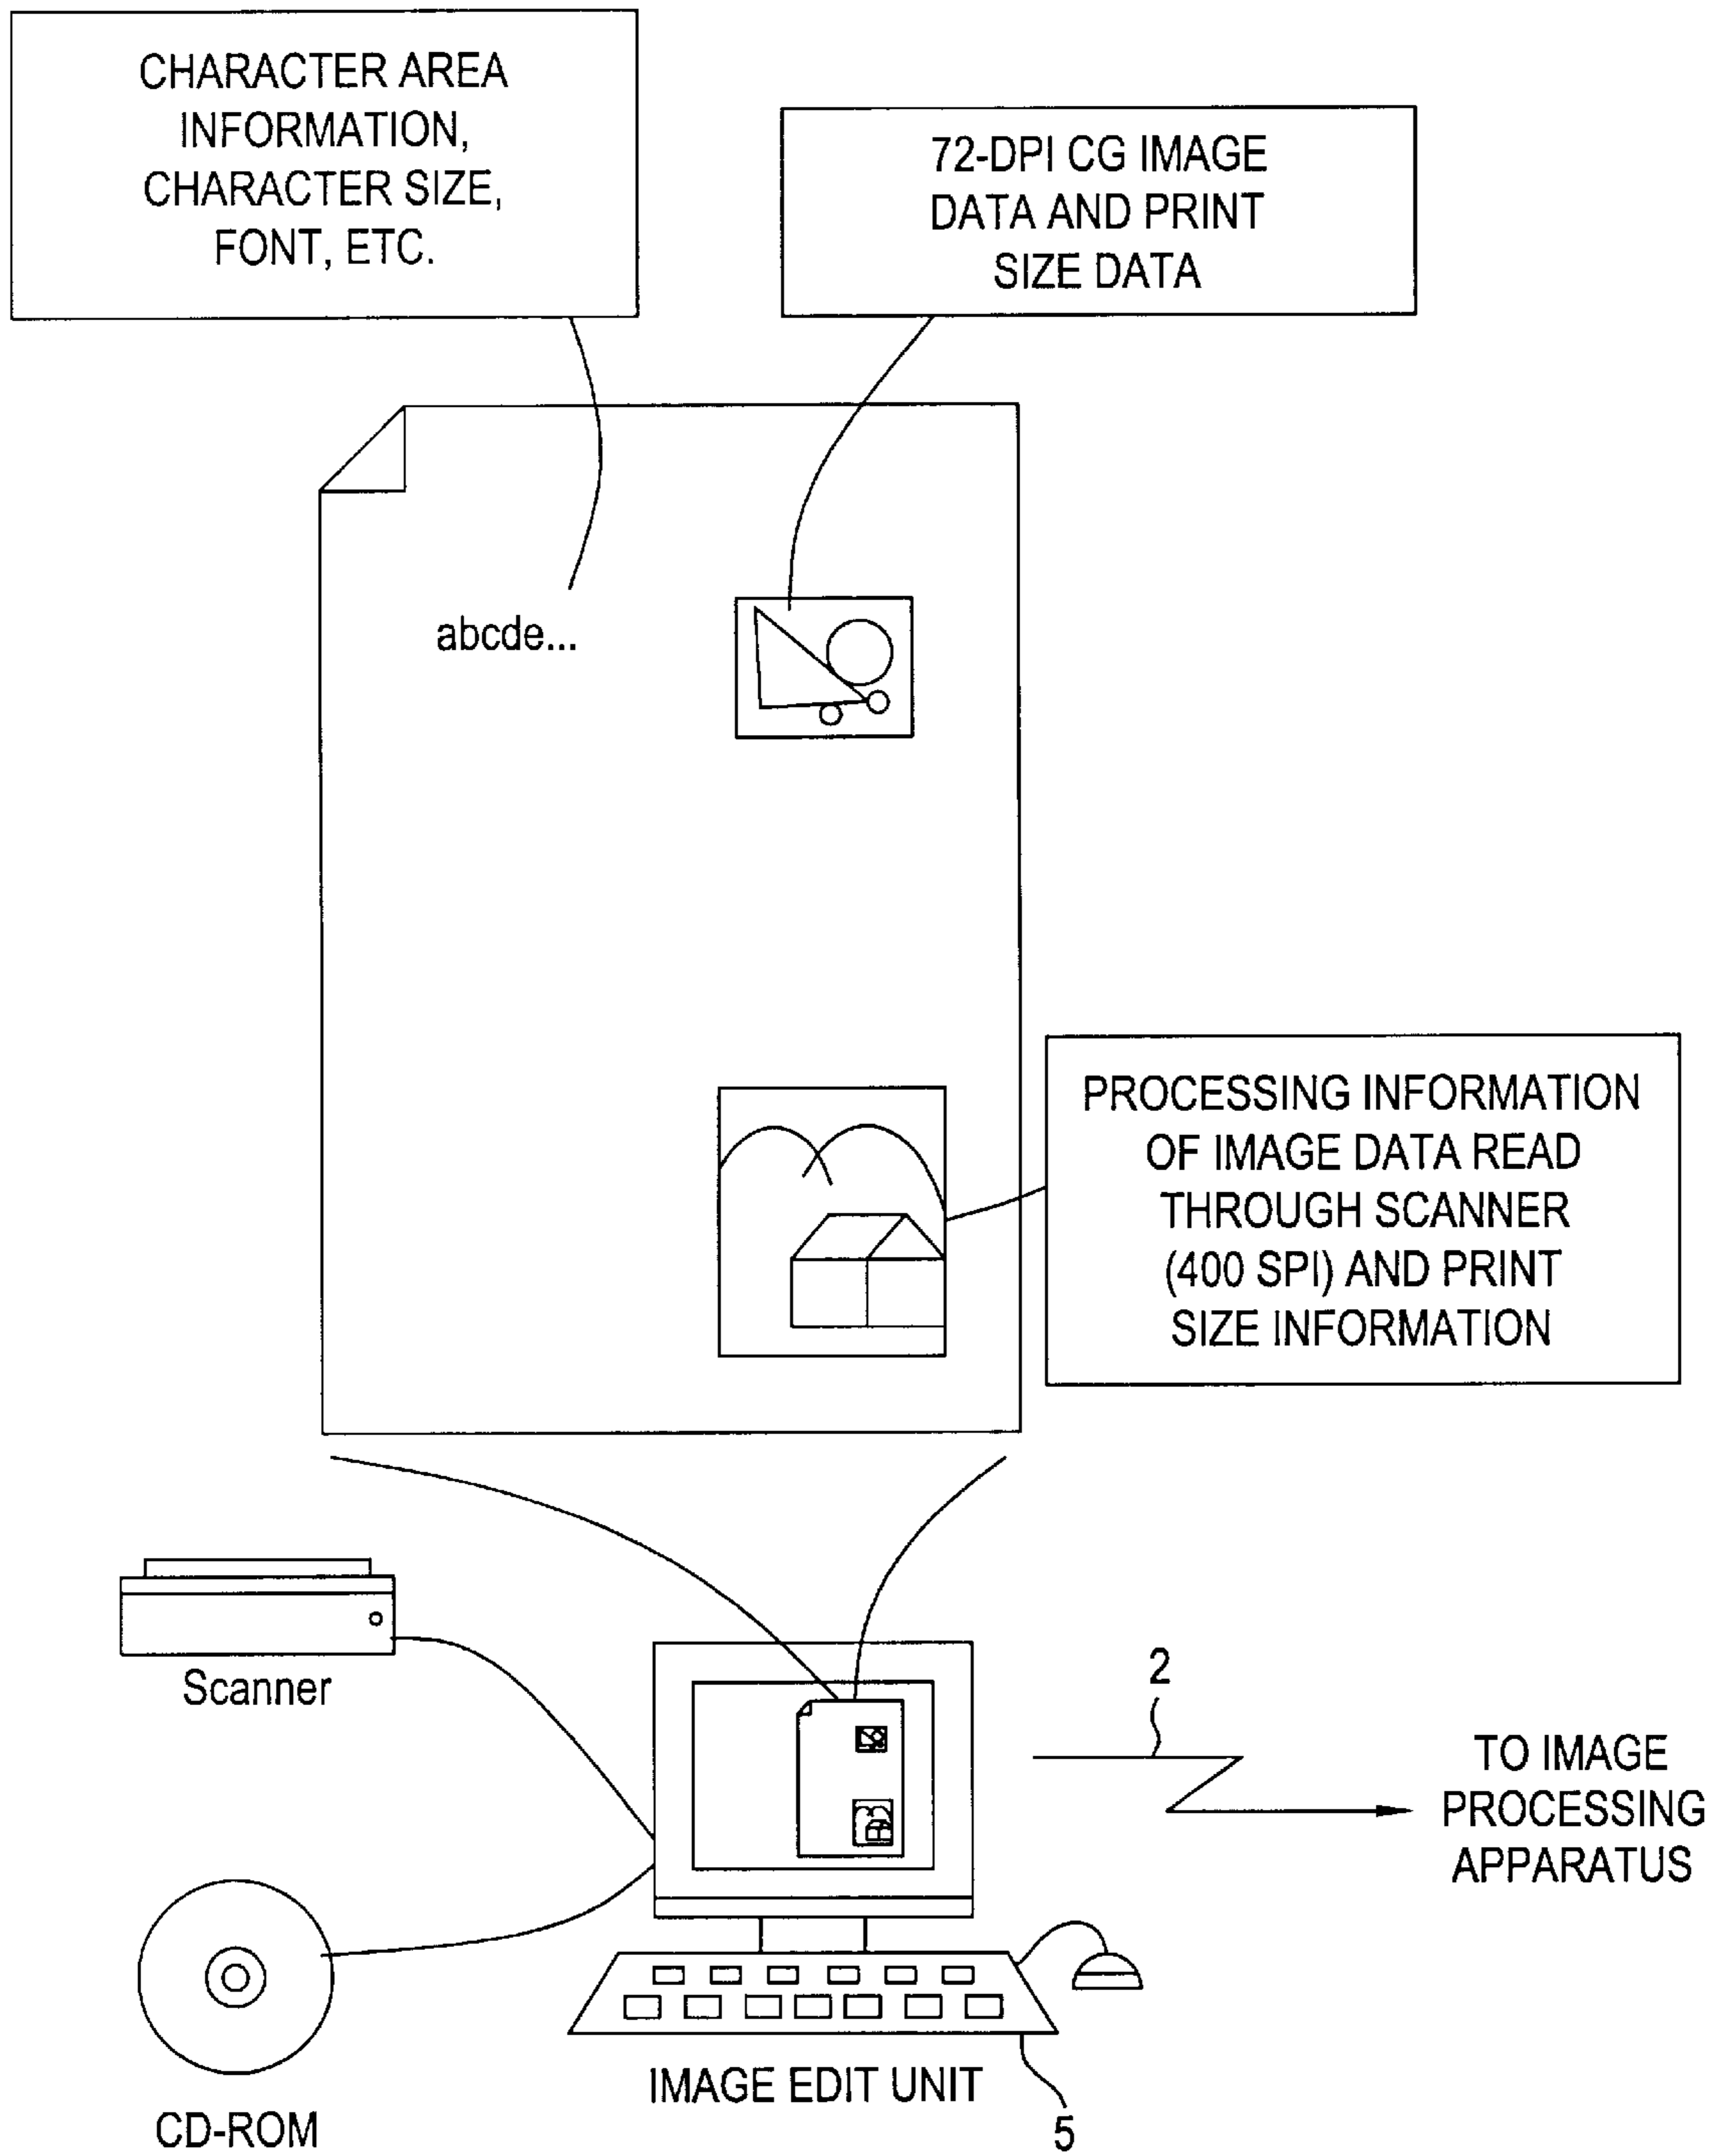 CHARACTER AREA
INFORMATION,
CHARACTER SIZE,
FONT, ETC.
72-DPI CG IMAGE
DATA AND PRINT
SIZE DATA
abcde...
PROCESSING INFORMATION
OF IMAGE DATA READ
THROUGH SCANNER
(400 SPI) AND PRINT
SIZE INFORMATION
Scanner
2
TO IMAGE
PROCESSING
APPARATUS
IMAGE EDIT UNIT
5
CD-ROM